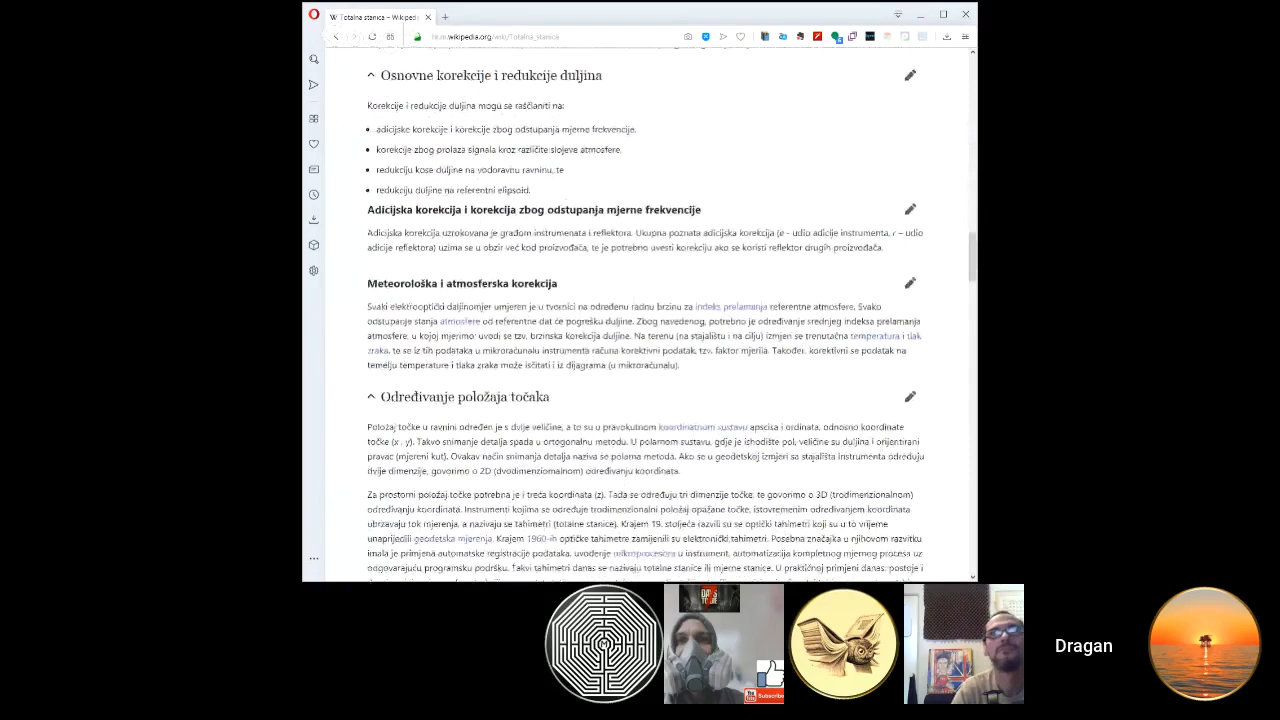 Totalna stanica – Wikipedi
65
wikipedia.org/wiki/Totalna_stanica
Osnovne korekcije i redukcije duljina
Korekcije i redukcije duljina mogu se raščlaniti na:
adicijske korekcije i korekcije zbog odstupanja mjerne frekvencije,
korekcije zbog prolaza signala kroz različite slojeve atmosfere,
redukciju kose duljine na vodoravnu ravninu, te
redukciju duljine na referentni elipsoid.
Adicijska korekcija i korekcija zbog odstupanja mjerne frekvencije
Adicijska korekcija uzrokovana je građom instrumenata i reflektora. Ukupna poznata adicijska korekcija (e – udio adicije instrumenta, r – udio
adicije reflektora) uzima se u obzir već kod proizvođača, te je potrebno uvesti korekciju ako se koristi reflektor drugih proizvođača.
Meteorološka i atmosferska korekcija
Svaki elektrooptički daljinomjer umjeren je u tvornici na određenu radnu brzinu za indeks prelamanja referentne atmosfere. Svako
odstupanje stanja atmosfere od referentne dat će pogrešku duljine. Zbog navedenog, potrebno je određivanje srednjeg indeksa prelamanja
atmosfere, u kojoj mjerimo: uvodi se tzv. brzinska korekcija duljine. Na terenu (na stajalištu i na cilju) izmjeri se trenutačna temperatura i tlak
zraka, te se iz tih podataka u mikroračunalu instrumenta računa korektivni podatak, tzv. faktor mjerila. Također, korektivni se podatak na
temelju temperature i tlaka zraka može isčitati i iz dijagrama (u mikroračunalu).
Određivanje položaja točaka
Položaj točke u ravnini određen je s dvije veličine, a to su u pravokutnom koordinatnom sustavu apscisa i ordinata, odnosno koordinate
točke (x , y). Takvo snimanje detalja spada u ortogonalnu metodu. U polarnom sustavu, gdje je ishodište pol, veličine su duljina i orijentirani
pravac (mjereni kut). Ovakav način snimanja detalja naziva se polarna metoda. Ako se u geodetskoj izmjeri sa stajališta instrumenta određuju
dvije dimenzije, govorimo o 2D (dvodimenzionalnom) određivanju koordinata.
Za prostorni položaj točke potrebna je i treća koordinata (z). Tada se određuju tri dimenzije točke, te govorimo o 3D (trodimenzionalnom)
određivanju koordinata. Instrumenti kojima se određuje trodimenzionalni položaj opažane točke, istovremenim određivanjem koordinata
ubrzavaju tok mjerenja, a nazivaju se tahimetri (totalne stanice). Krajem 19. stoljeća razvili su se optički tahimetri koji su u to vrijeme
unaprijedili geodetska mjerenja. Krajem 1960-ih optičke tahimetre zamijenili su elektronički tahimetri. Posebna značajka u njihovom razvitku
imala je primjena automatske registracije podataka, uvođenje mikroprocesora u instrument, automatizacija kompletnog mjernog procesa uz
odgovarajuću programsku podršku. Takvi tahimetri danas se nazivaju totalne stanice ili mjerne stanice. U praktičnoj primjeni danas, postoje i
DAYS
TO DIE
You Tube Subscribe
Dragan